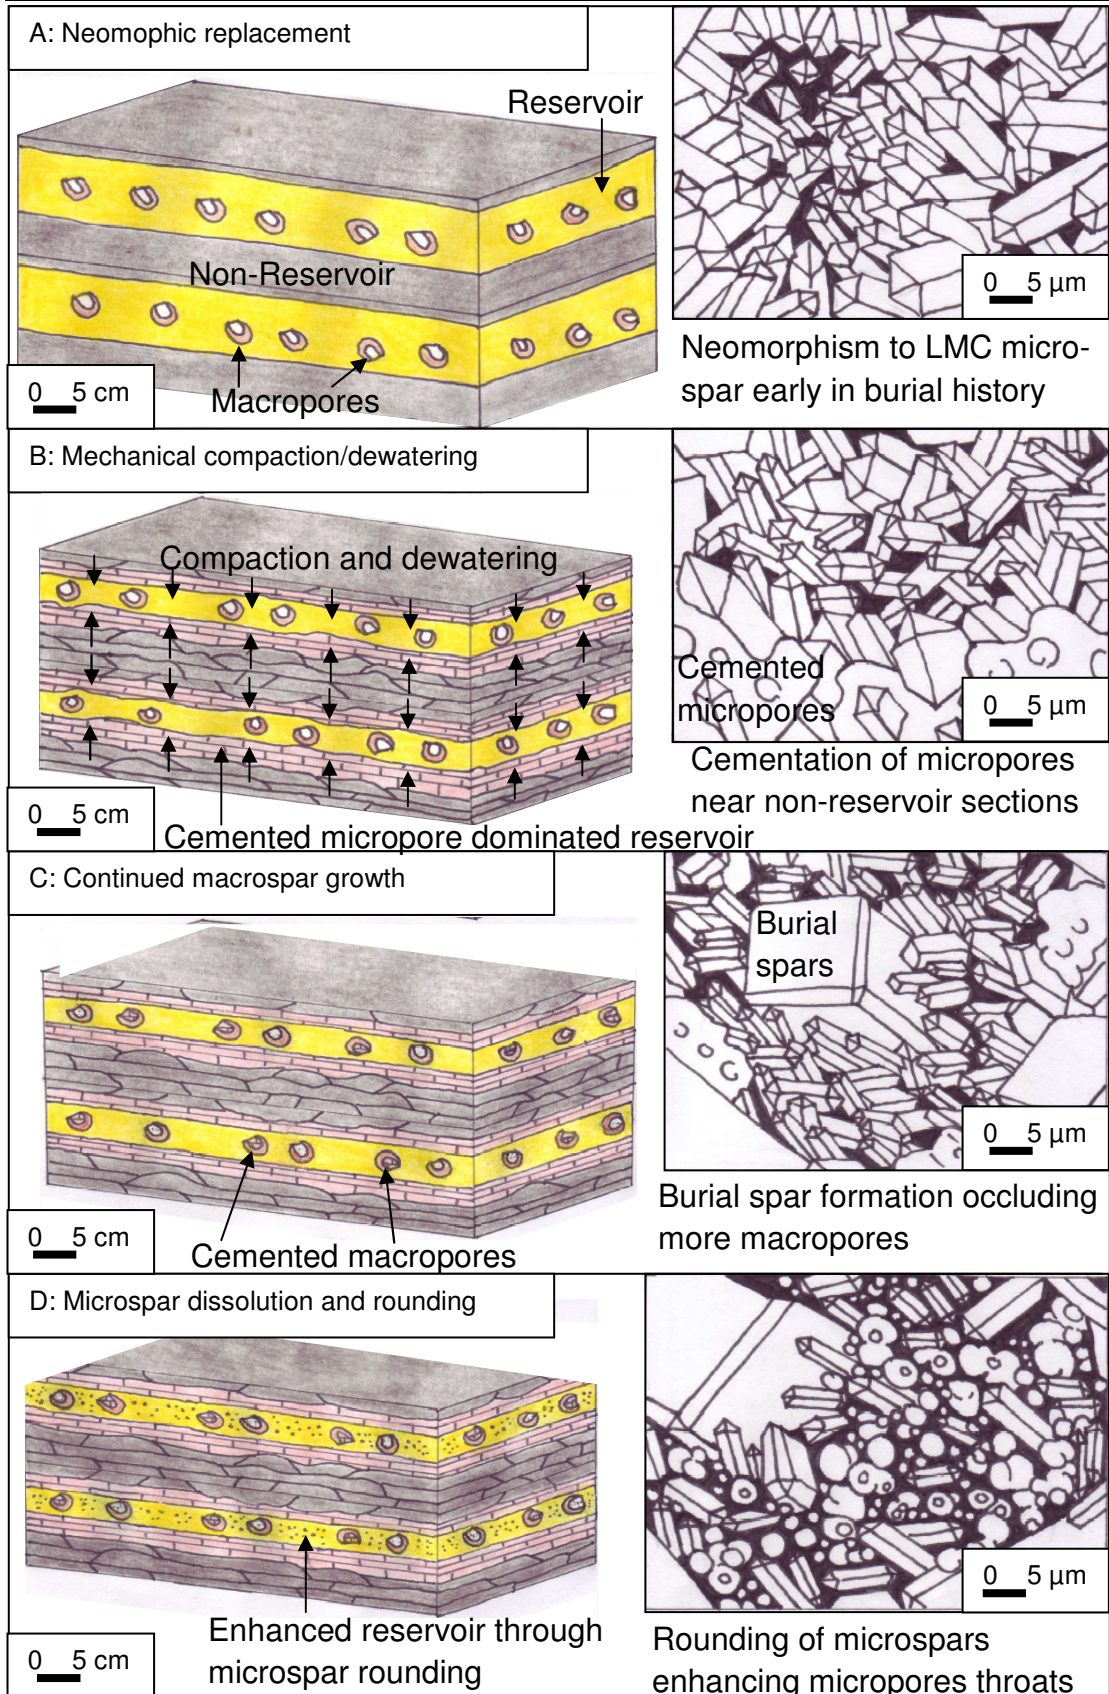 A: Neomophic replacement
Reservoir
Non-Reservoir
Macropores
0 5 cm
0 5 µm
Neomorphism to LMC micro-
spar early in burial history
B: Mechanical compaction/dewatering
Compaction and dewatering
0 5 cm
Cemented micropore dominated reservoir
Cemented
micropores
0 5 µm
Cementation of micropores
near non-reservoir sections
C: Continued macrospar growth
0 5 cm
Cemented macropores
Burial
spars
0 5 µm
Burial spar formation occluding
more macropores
D: Microspar dissolution and rounding
0 5 cm
Enhanced reservoir through
microspar rounding
0 5 µm
Rounding of microspars
enhancing micropores throats